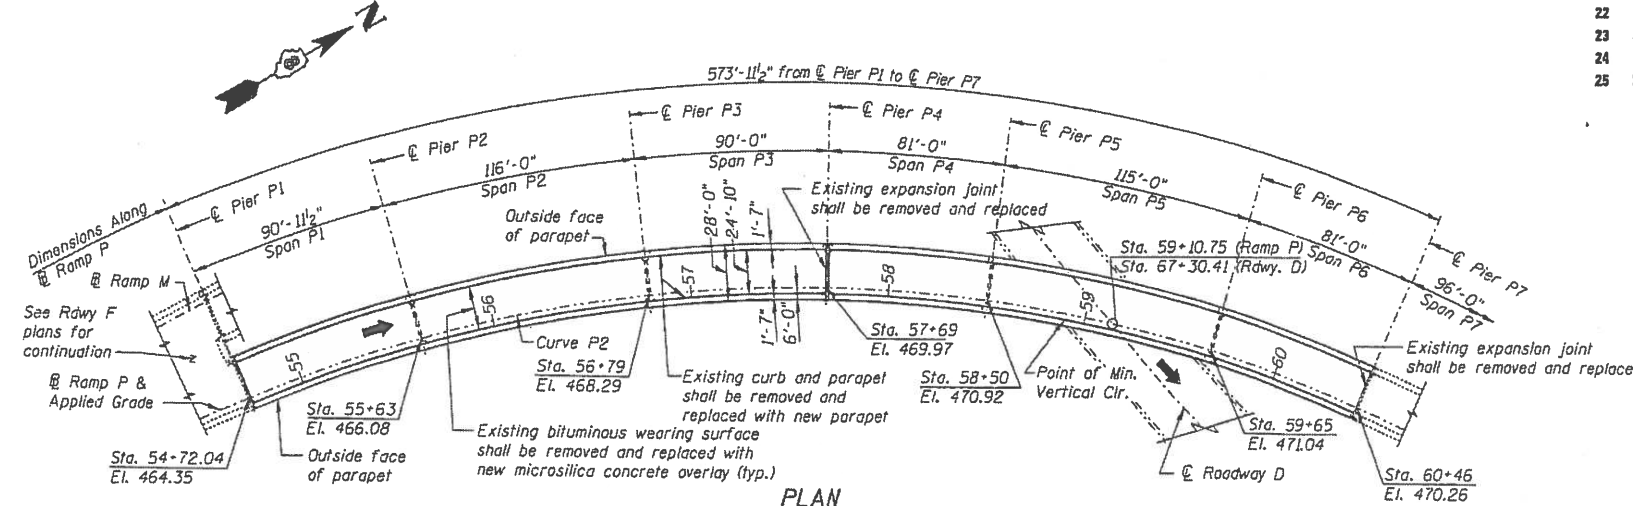 N
22
23
24
25
573'-11½" from ℄ Pier P1 to ℄ Pier P7
℄ Pier P1
℄ Pier P2
℄ Pier P3
℄ Pier P4
℄ Pier P5
℄ Pier P6
℄ Pier P7
Dimensions Along
℞ Ramp P
90'-11½"
Span P1
116'-0"
Span P2
90'-0"
Span P3
81'-0"
Span P4
115'-0"
Span P5
81'-0"
Span P6
96'-0"
Span P7
℞ Ramp M
See Rdwy F
plans for
continuation
℞ Ramp P &
Applied Grade
Outside face
of parapet
28'-0"
24'-10"
1'-7"
1'-7"
6'-0"
Existing expansion joint
shall be removed and replaced
Sta. 59+10.75 (Ramp P)
Sta. 67+30.41 (Rdwy. D)
55
56
57
58
59
60
Curve P2
Sta. 54+72.04
El. 464.35
Outside face
of parapet
Sta. 55+63
El. 466.08
Existing bituminous wearing surface
shall be removed and replaced with
new microsilica concrete overlay (typ.)
Sta. 56+79
El. 468.29
Existing curb and parapet
shall be removed and
replaced with new parapet
Sta. 57+69
El. 469.97
Sta. 58+50
El. 470.92
Point of Min.
Vertical Clr.
℄ Roadway D
Sta. 59+65
El. 471.04
Sta. 60+46
El. 470.26
Existing expansion joint
shall be removed and replace
PLAN